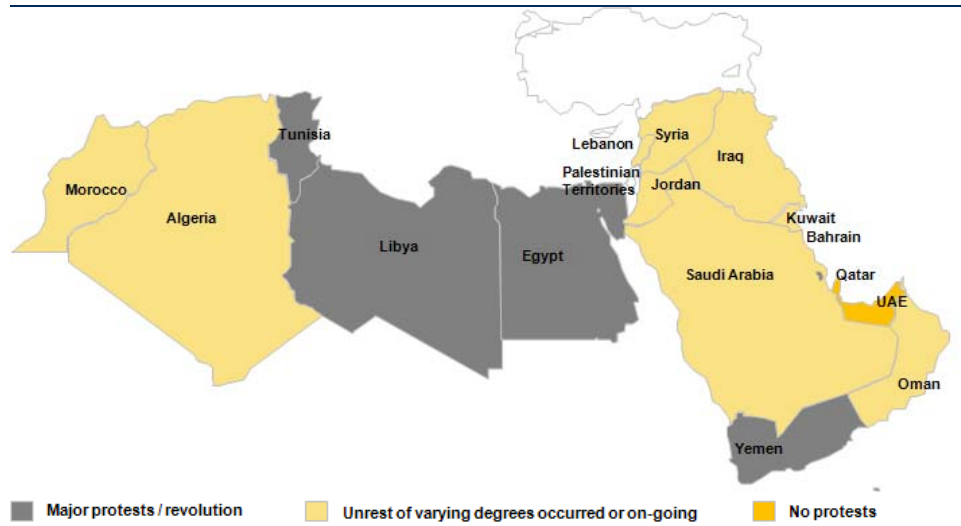 Tunisia
Lebanon
Syria
Iraq
Morocco
Palestinian
Territories
Jordan
Algeria
Kuwait
Bahrain
Libya
Egypt
Saudi Arabia
Qatar
UAE
Oman
Yemen
Major protests / revolution
Unrest of varying degrees occurred or on-going
No protests